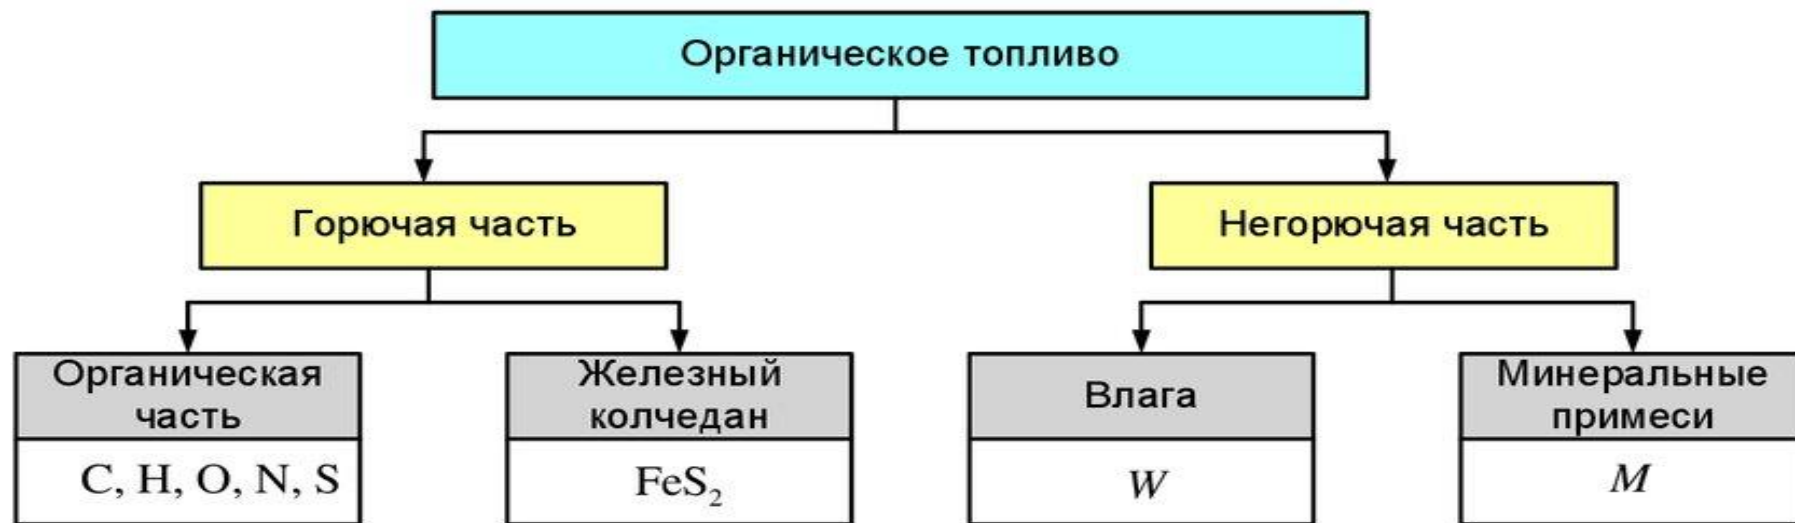 Органическое топливо
Горючая часть
Негорючая часть
Органическая
часть
C, H, O, N, S
Железный
колчедан
FeS₂
Влага
W
Минеральные
примеси
M